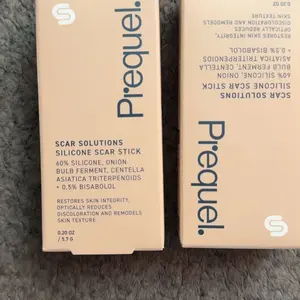 Prequel.
SCAR SOLUTIONS
SILICONE SCAR STICK
60% SILICONE, ONION
BULB FERMENT, CENTELLA
ASIATICA TRITERPENOIDS
+ 0.5% BISABOLOL
RESTORES SKIN INTEGRITY,
OPTICALLY REDUCES
DISCOLORATION AND REMODELS
SKIN TEXTURE
0.20 OZ
/ 5.7 G
Prequel.
SCAR SOLUTIONS
SILICONE SCAR STICK
60% SILICONE, ONION
BULB FERMENT, CENTELLA
ASIATICA TRITERPENOIDS
+ 0.5% BISABOLOL
RESTORES SKIN INTEGRITY,
OPTICALLY REDUCES
DISCOLORATION AND REMODELS
SKIN TEXTURE
0.20 OZ